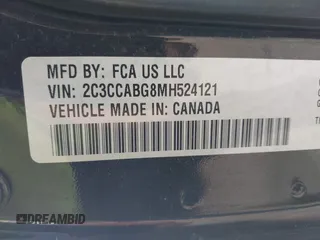 MFD BY: FCA US LLC
VIN: 2C3CCABG8MH524121
VEHICLE MADE IN: CANADA
DREAMBID